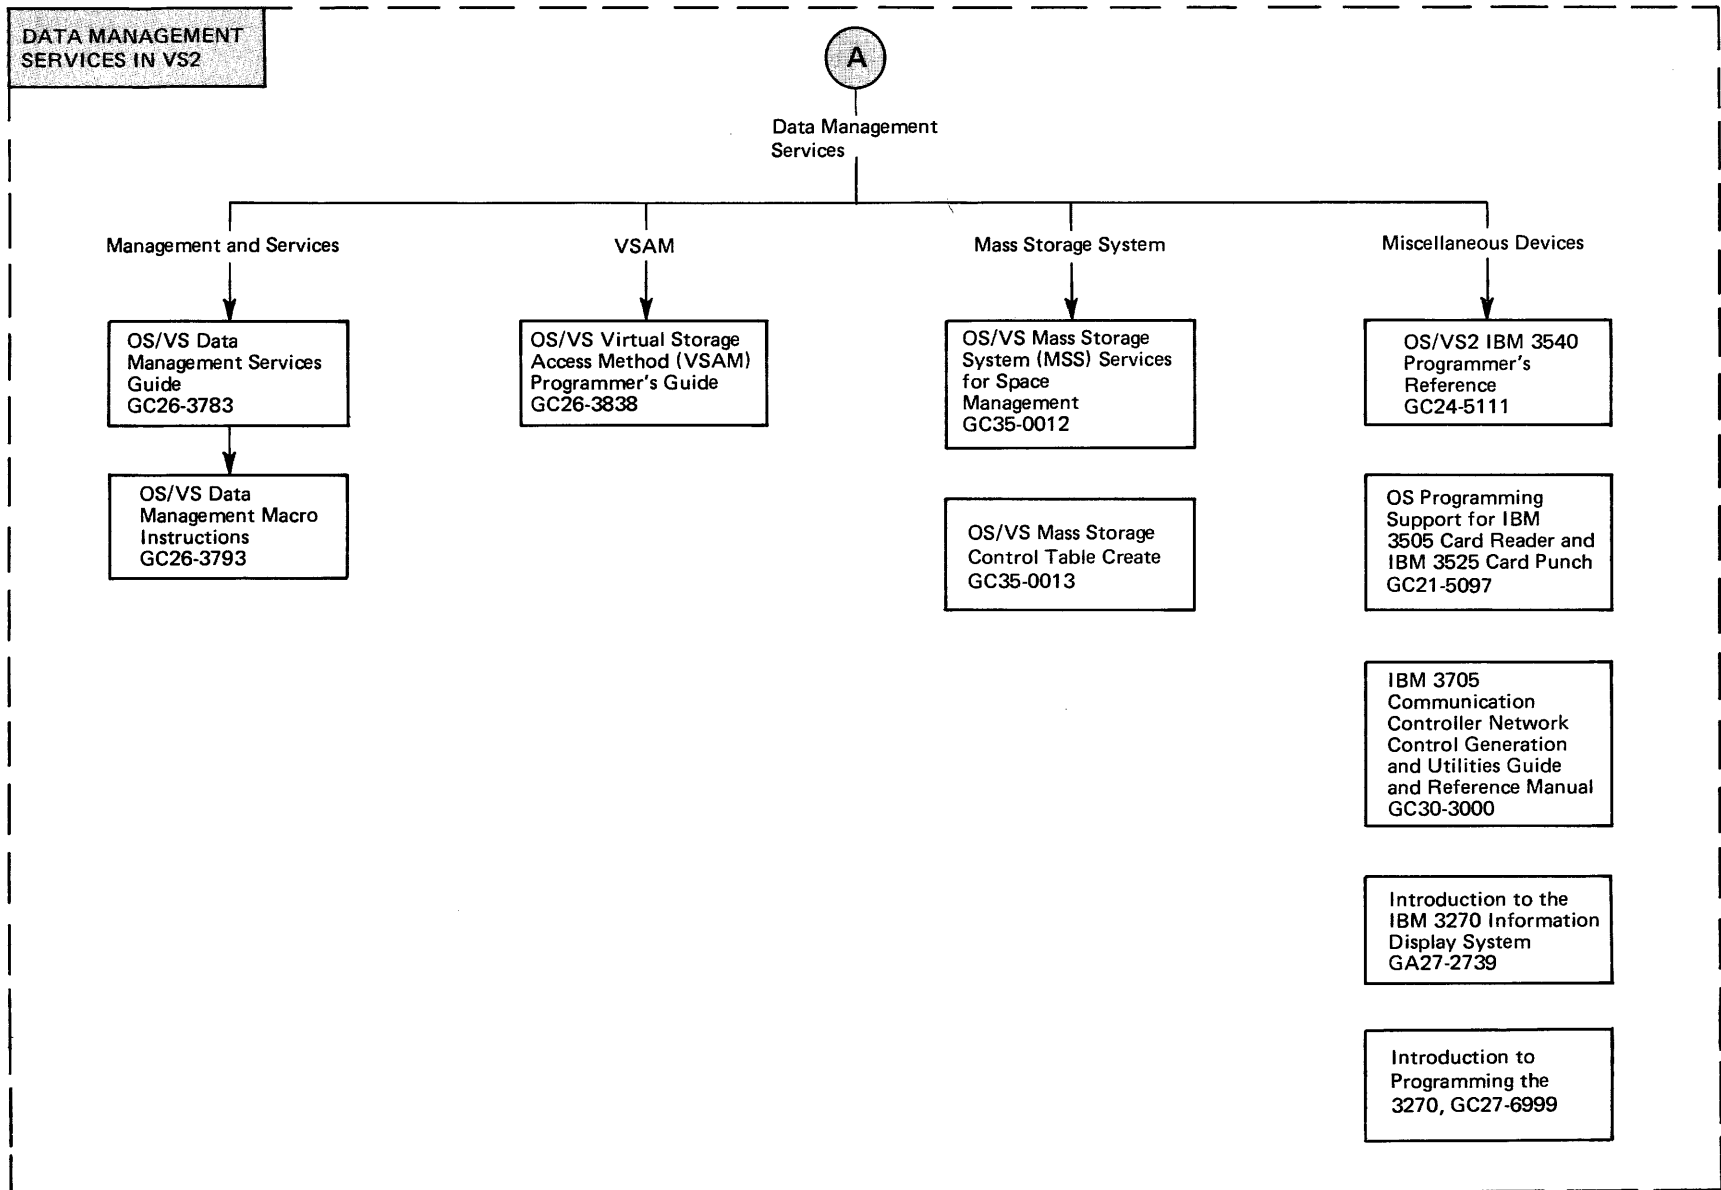 DATA MANAGEMENT
SERVICES IN VS2
A
Data Management
Services
Management and Services
VSAM
Mass Storage System
Miscellaneous Devices
OS/VS Data
Management Services
Guide
GC26-3783
OS/VS Data
Management Macro
Instructions
GC26-3793
OS/VS Virtual Storage
Access Method (VSAM)
Programmer's Guide
GC26-3838
OS/VS Mass Storage
System (MSS) Services
for Space
Management
GC35-0012
OS/VS Mass Storage
Control Table Create
GC35-0013
OS/VS2 IBM 3540
Programmer's
Reference
GC24-5111
OS Programming
Support for IBM
3505 Card Reader and
IBM 3525 Card Punch
GC21-5097
IBM 3705
Communication
Controller Network
Control Generation
and Utilities Guide
and Reference Manual
GC30-3000
Introduction to the
IBM 3270 Information
Display System
GA27-2739
Introduction to
Programming the
3270, GC27-6999